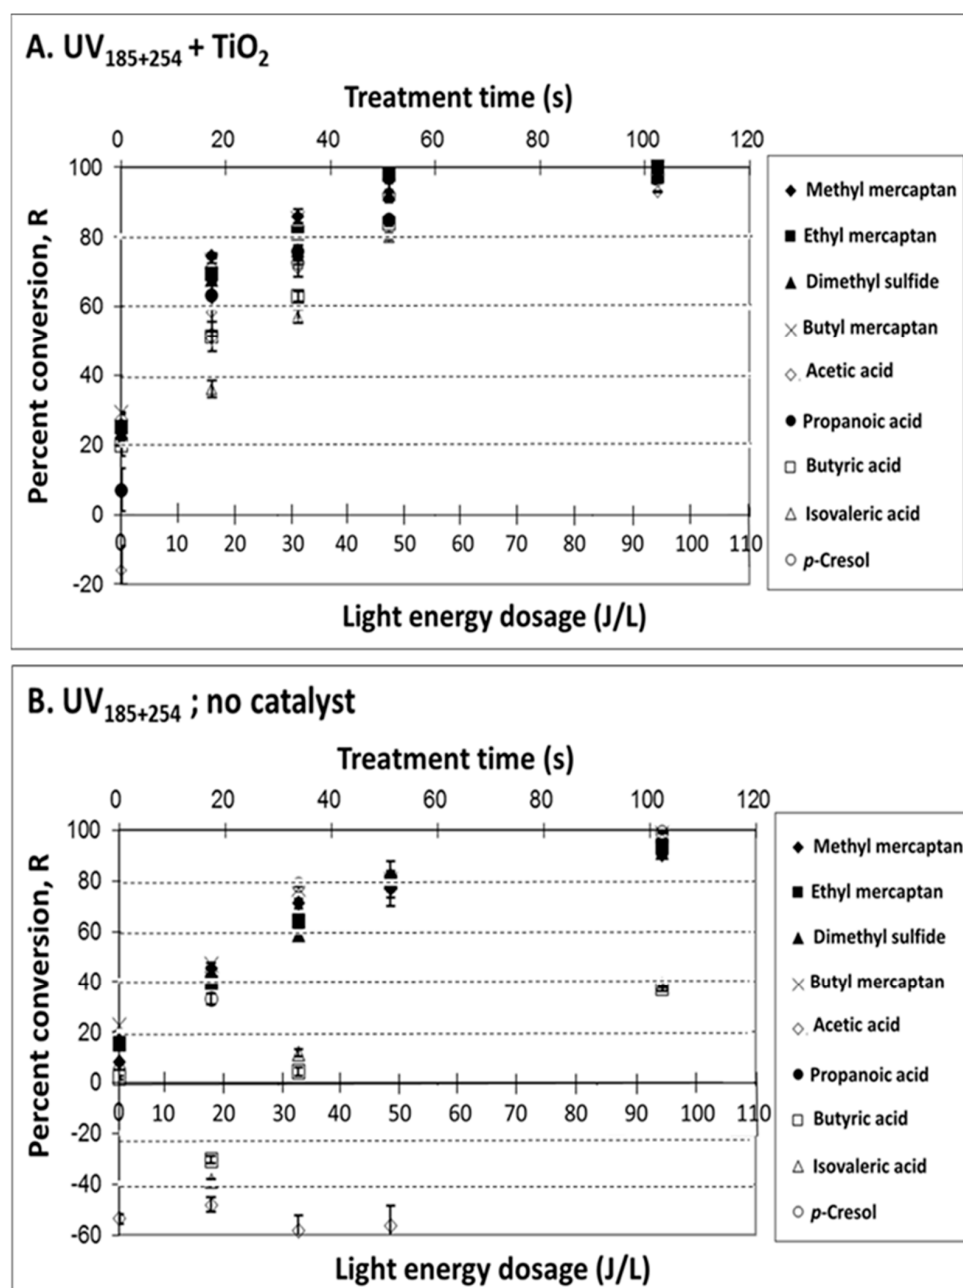 A. UV185+254 + TiO2
Treatment time (s)
0 20 40 60 80 100 120
Percent conversion, R
100
80
60
40
20
0
-20
0 10 20 30 40 50 60 70 80 90 100 110
Light energy dosage (J/L)
Methyl mercaptan
Ethyl mercaptan
Dimethyl sulfide
Butyl mercaptan
Acetic acid
Propanoic acid
Butyric acid
Isovaleric acid
p-Cresol
B. UV185+254 ; no catalyst
Treatment time (s)
0 20 40 60 80 100 120
Percent conversion, R
100
80
60
40
20
0
-20
-40
-60
0 10 20 30 40 50 60 70 80 90 100 110
Light energy dosage (J/L)
Methyl mercaptan
Ethyl mercaptan
Dimethyl sulfide
Butyl mercaptan
Acetic acid
Propanoic acid
Butyric acid
Isovaleric acid
p-Cresol